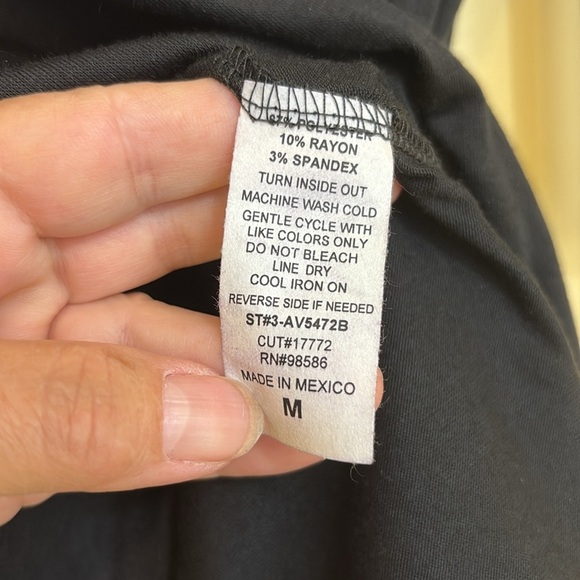 87% POLYESTER
10% RAYON
3% SPANDEX
TURN INSIDE OUT
MACHINE WASH COLD
GENTLE CYCLE WITH
LIKE COLORS ONLY
DO NOT BLEACH
LINE DRY
COOL IRON ON
REVERSE SIDE IF NEEDED
ST#3-AV5472B
CUT#17772
RN#98586
MADE IN MEXICO
M